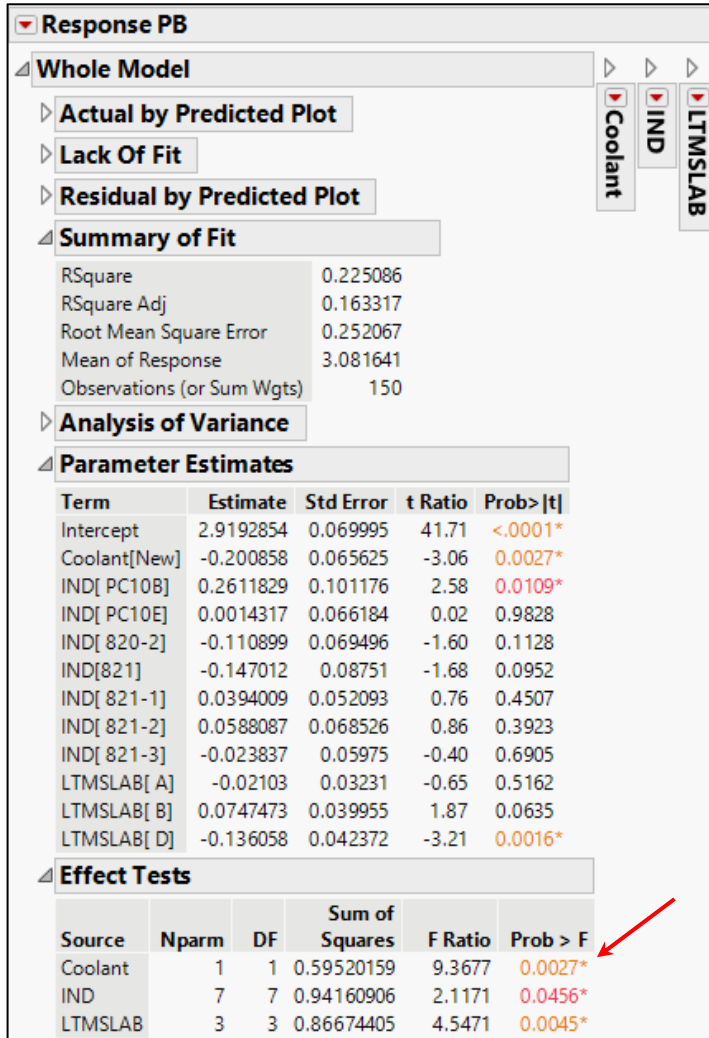 Response PB
Whole Model
Actual by Predicted Plot
Lack Of Fit
Residual by Predicted Plot
Summary of Fit
RSquare 0.225086
RSquare Adj 0.163317
Root Mean Square Error 0.252067
Mean of Response 3.081641
Observations (or Sum Wgts) 150
Analysis of Variance
Parameter Estimates
Term Estimate Std Error t Ratio Prob>|t|
Intercept 2.9192854 0.069995 41.71 <.0001*
Coolant[New] -0.200858 0.065625 -3.06 0.0027*
IND[ PC10B] 0.2611829 0.101176 2.58 0.0109*
IND[ PC10E] 0.0014317 0.066184 0.02 0.9828
IND[ 820-2] -0.110899 0.069496 -1.60 0.1128
IND[821] -0.147012 0.08751 -1.68 0.0952
IND[ 821-1] 0.0394009 0.052093 0.76 0.4507
IND[ 821-2] 0.0588087 0.068526 0.86 0.3923
IND[ 821-3] -0.023837 0.05975 -0.40 0.6905
LTMSLAB[ A] -0.02103 0.03231 -0.65 0.5162
LTMSLAB[ B] 0.0747473 0.039955 1.87 0.0635
LTMSLAB[ D] -0.136058 0.042372 -3.21 0.0016*
Effect Tests
Source Nparm DF Sum of Squares F Ratio Prob > F
Coolant 1 1 0.59520159 9.3677 0.0027*
IND 7 7 0.94160906 2.1171 0.0456*
LTMSLAB 3 3 0.86674405 4.5471 0.0045*
Coolant
IND
LTMSLAB